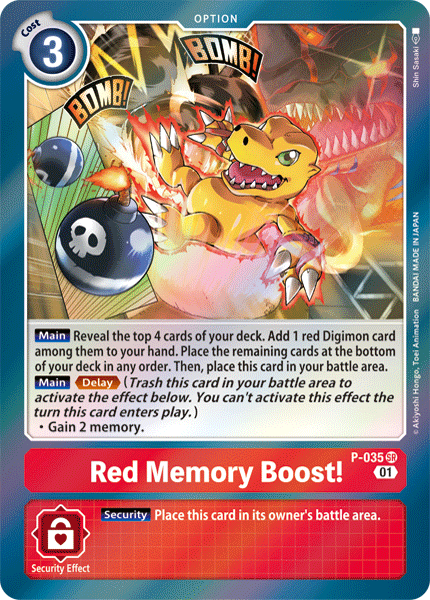 OPTION
Cost
3
BOMB!
BOMB!
Shin Sasaki
Main Reveal the top 4 cards of your deck. Add 1 red Digimon card
among them to your hand. Place the remaining cards at the bottom
of your deck in any order. Then, place this card in your battle area.
Main Delay (Trash this card in your battle area to
activate the effect below. You can't activate this effect the
turn this card enters play.)
• Gain 2 memory.
© Akiyoshi Hongo, Toei Animation BANDAI MADE IN JAPAN
Red Memory Boost!
P-035 SR
01
Security Place this card in its owner's battle area.
Security Effect